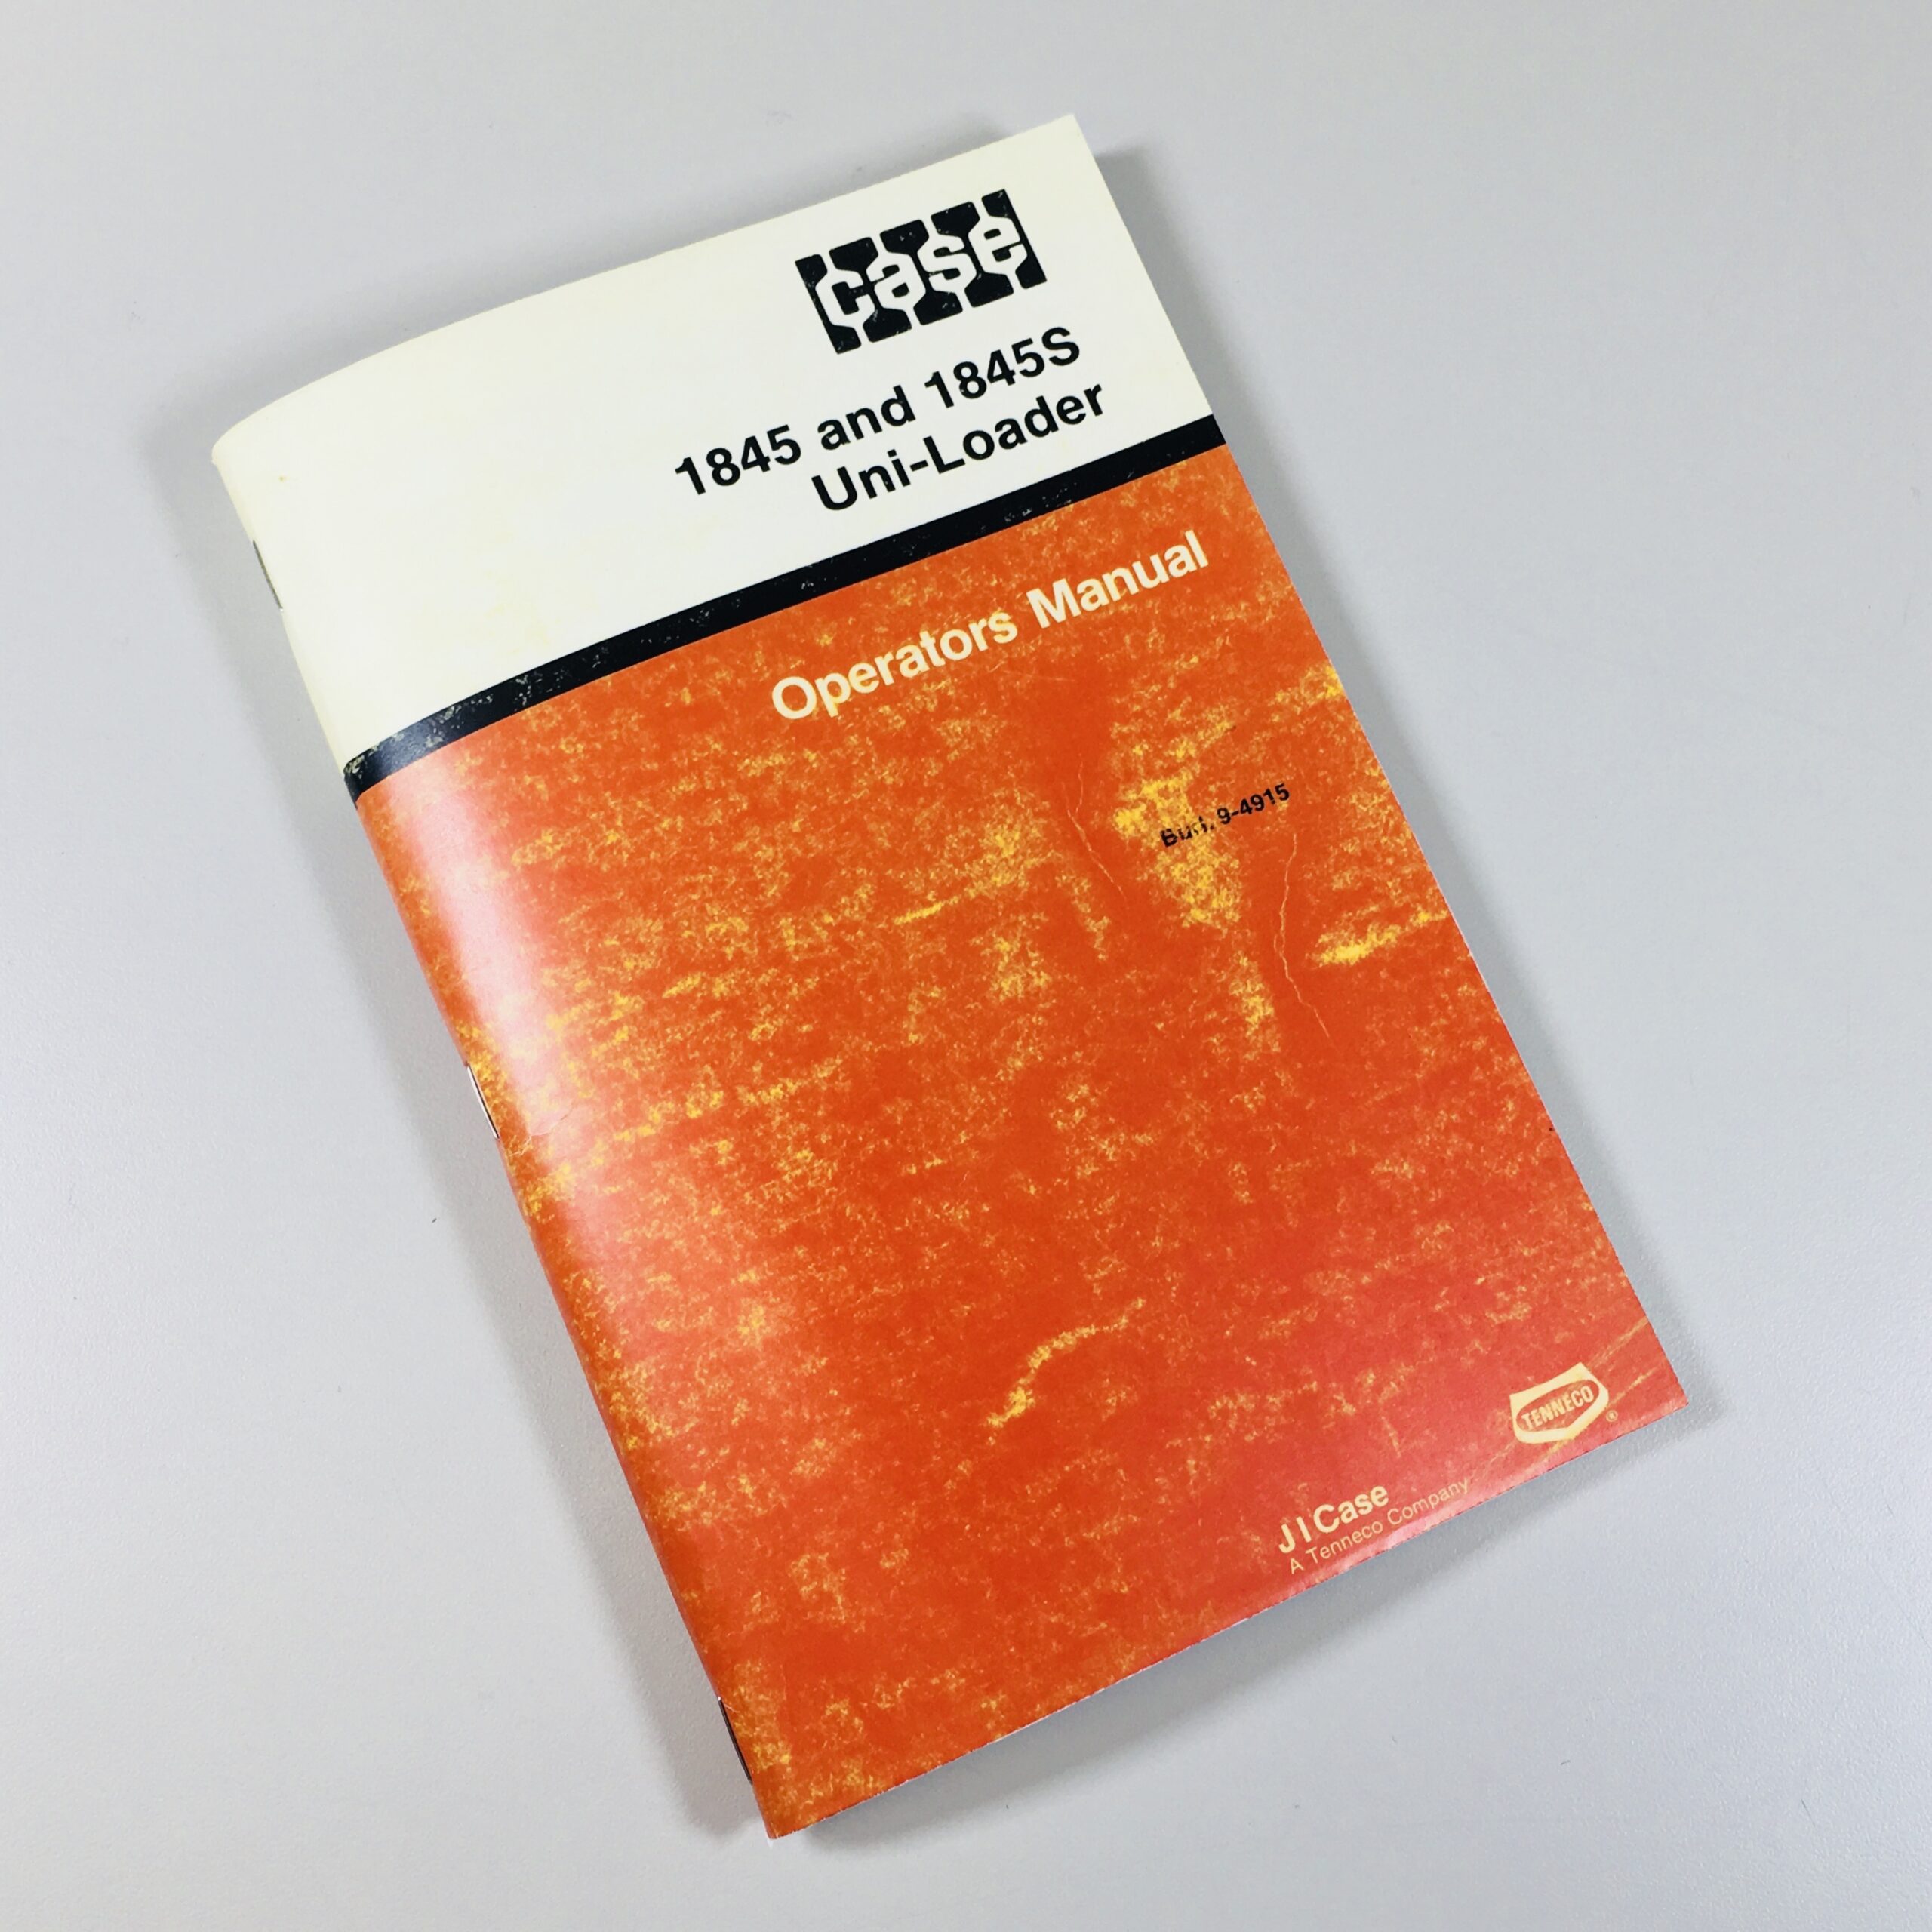 case
1845 and 1845S
Uni-Loader
Operators Manual
9-4915
TENNECO
®
J I Case
A Tenneco Company